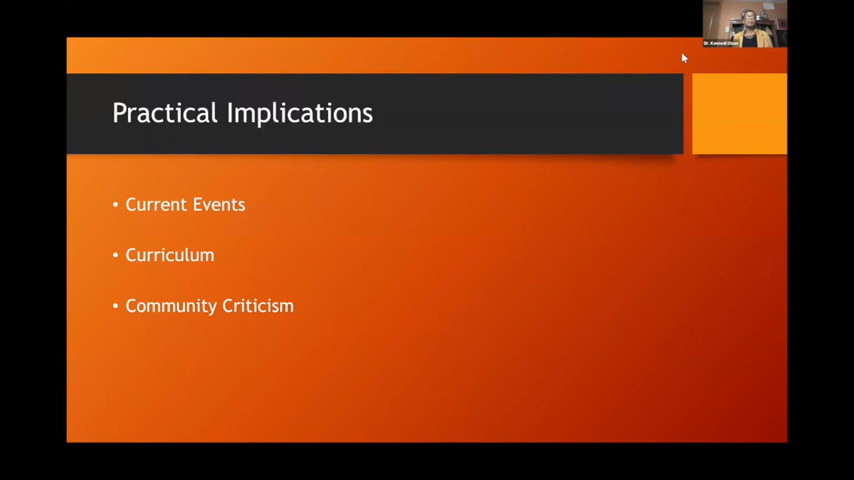 Practical Implications
• Current Events
• Curriculum
• Community Criticism